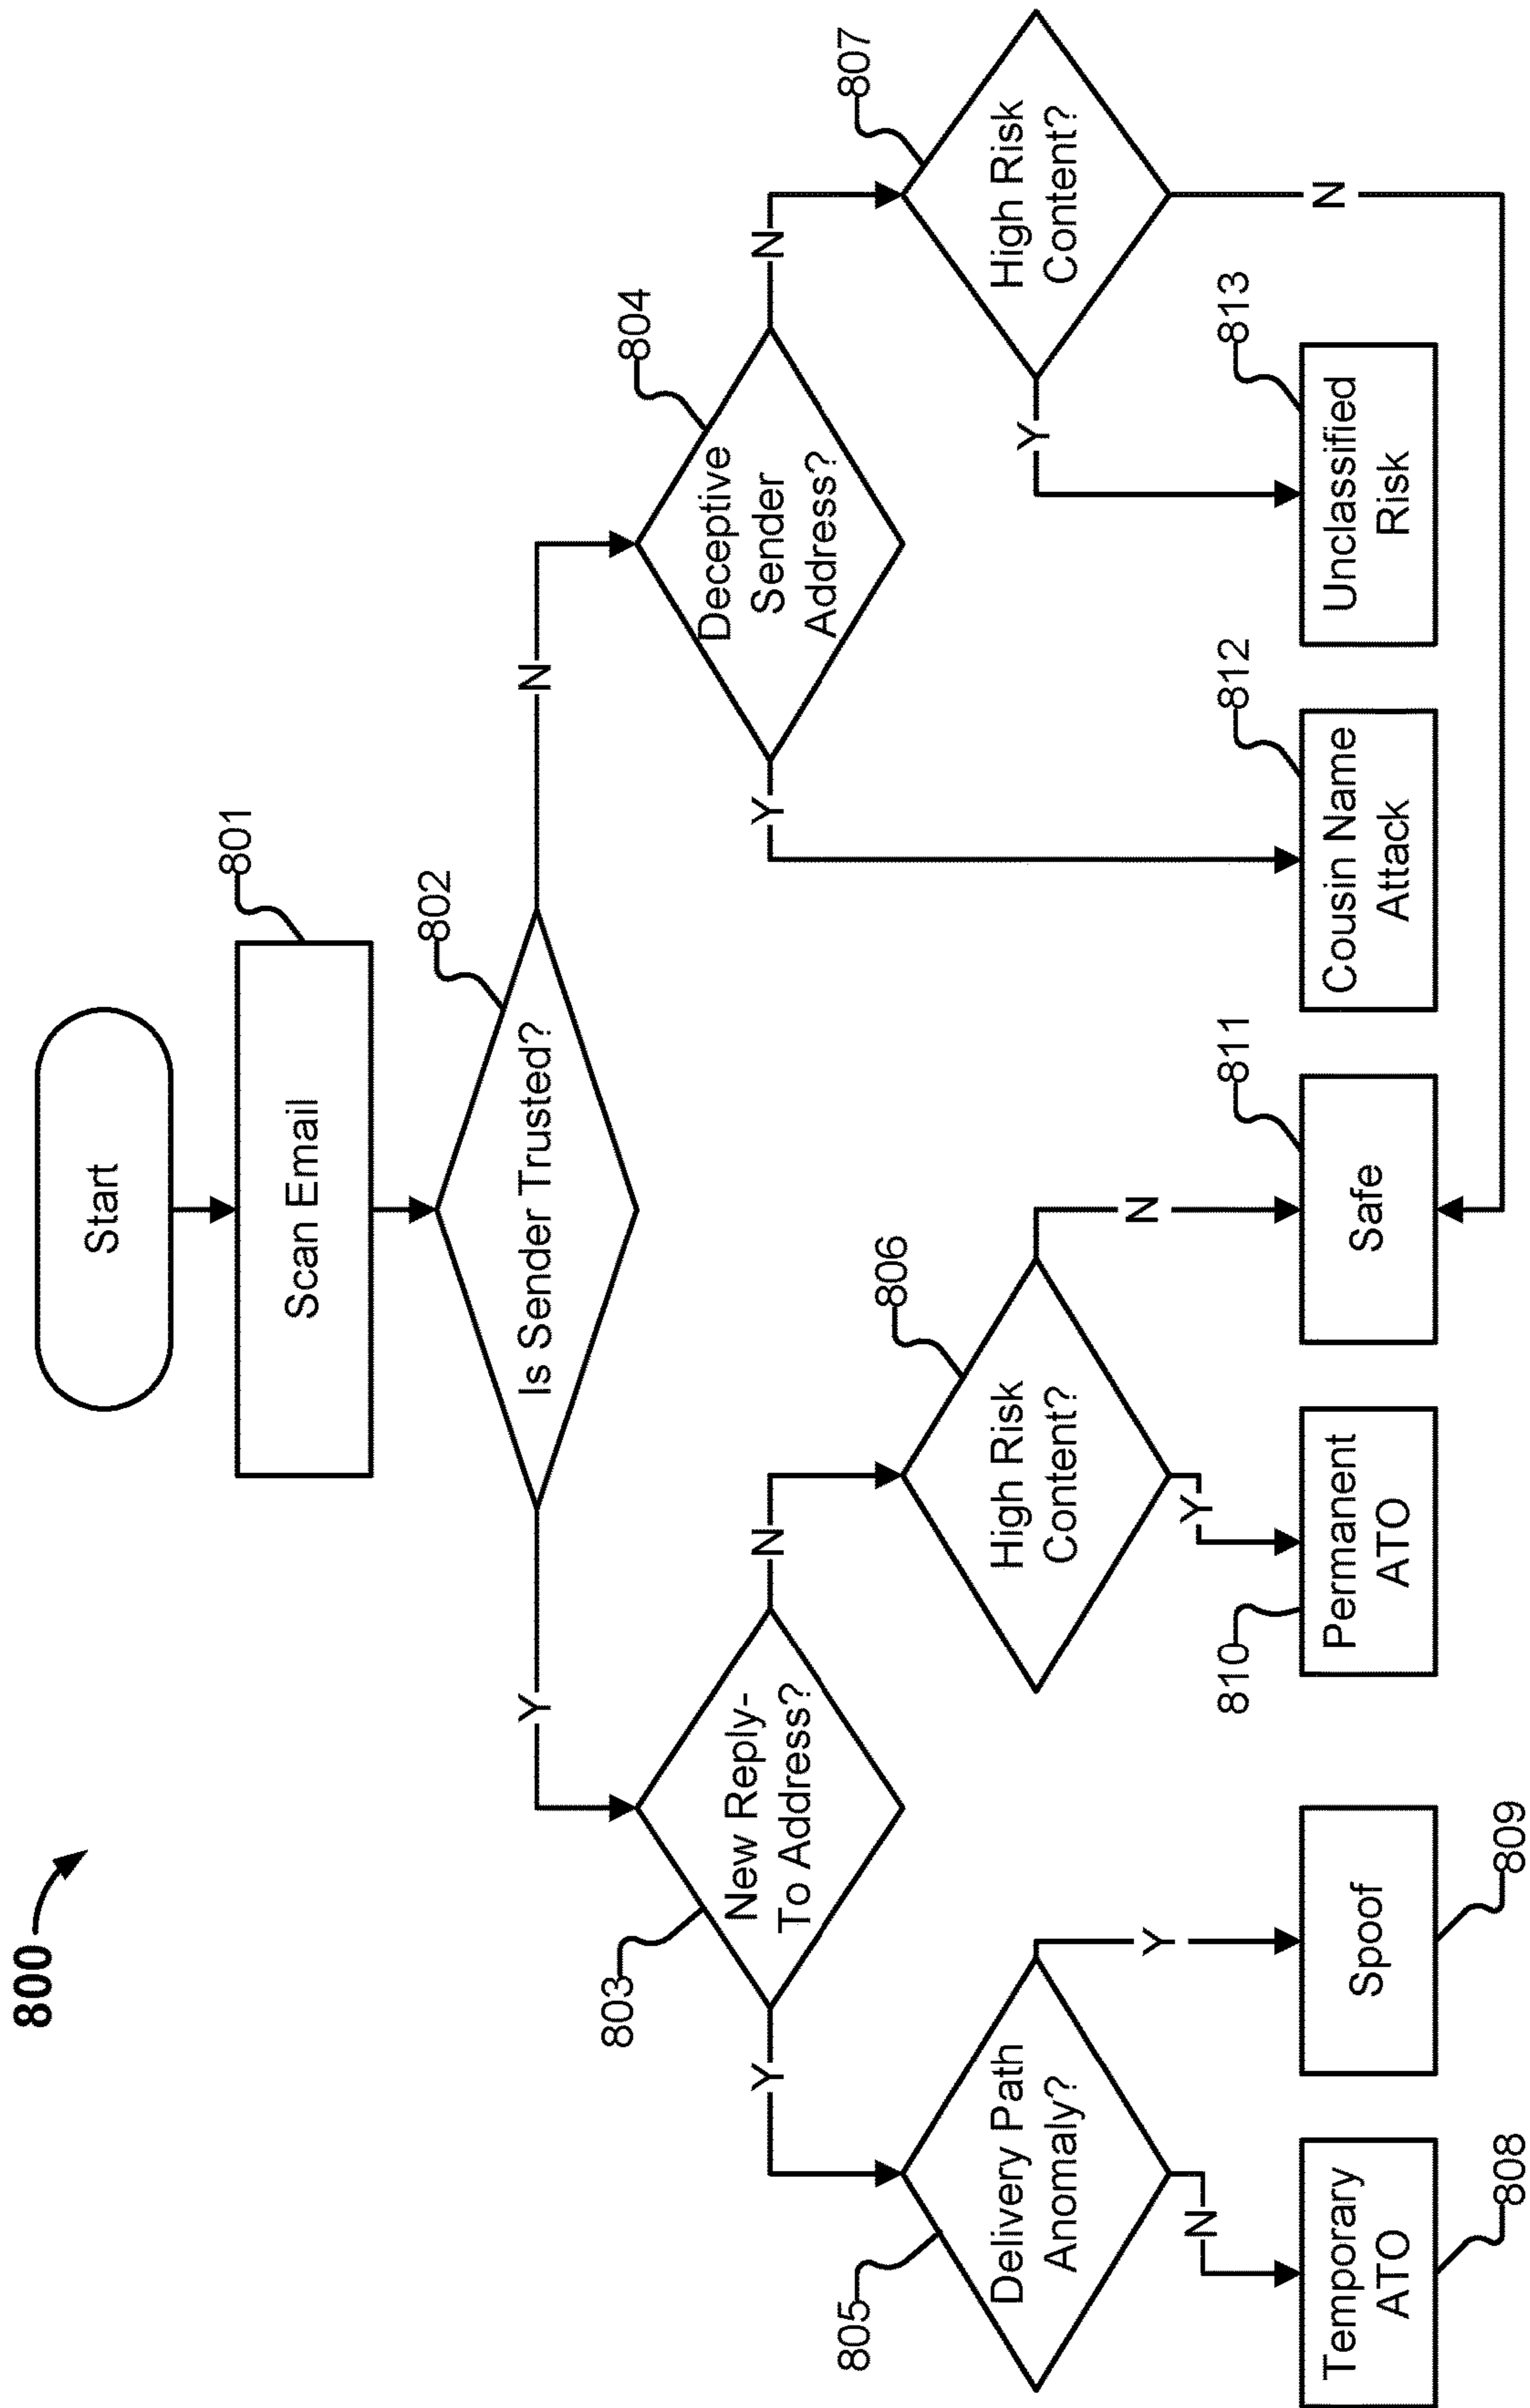 800
Start
801
Scan Email
802
Is Sender Trusted?
Y
N
803
New Reply-
To Address?
804
Deceptive
Sender
Address?
Y
N
Y
N
805
Delivery Path
Anomaly?
806
High Risk
Content?
807
High Risk
Content?
N
Y
Y
N
Y
N
Temporary
ATO
808
Spoof
809
810
Permanent
ATO
811
Safe
812
Cousin Name
Attack
813
Unclassified
Risk